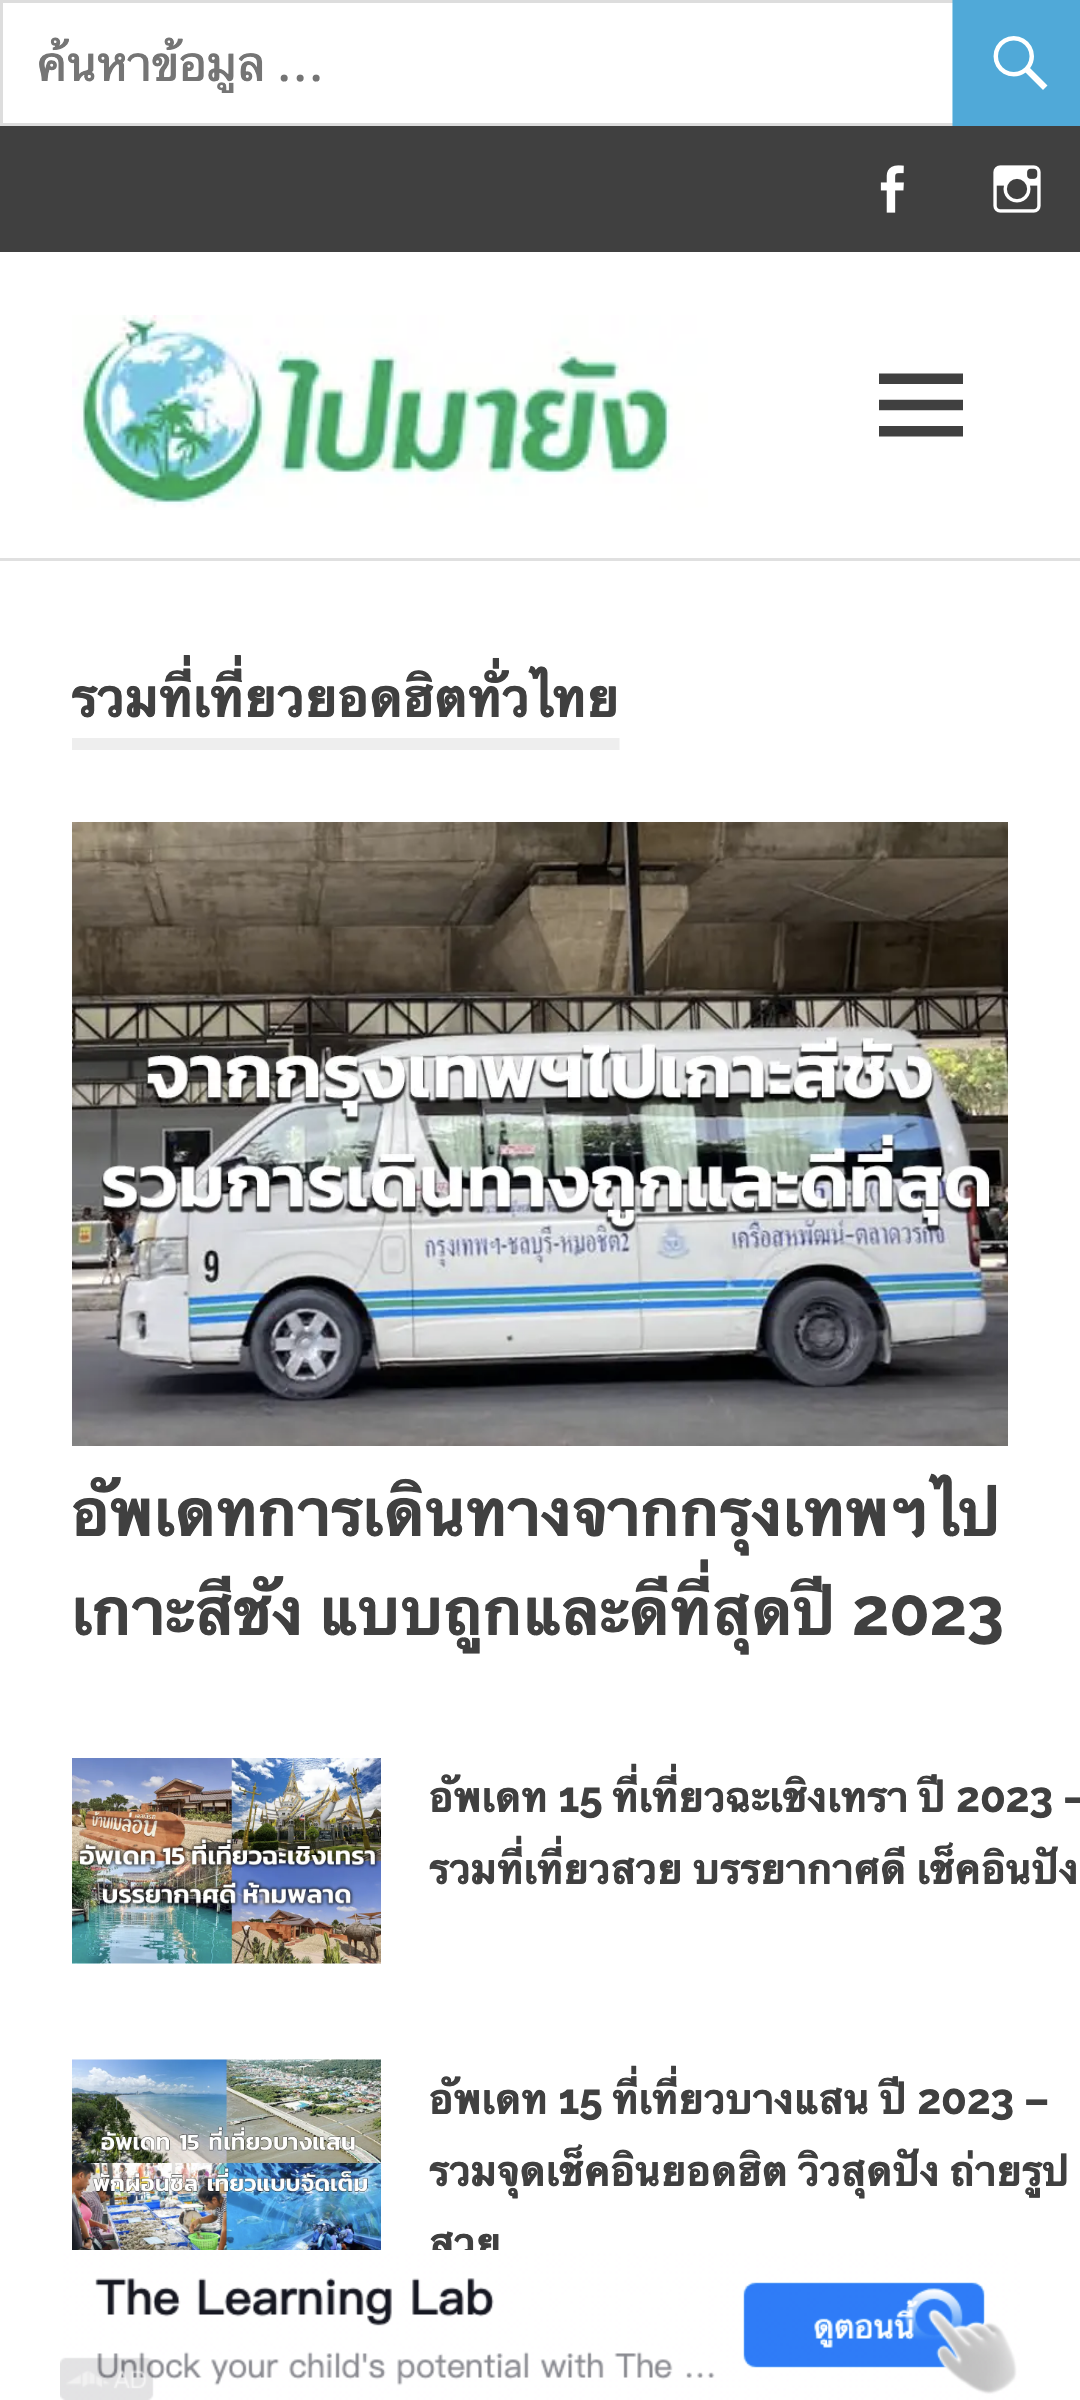 ค้นหาข้อมูล ...
ไปมายัง
รวมที่เที่ยวยอดฮิตทั่วไทย
จากกรุงเทพฯไปเกาะสีชัง
รวมการเดินทางถูกและดีที่สุด
กรุงเทพฯ-ชลบุรี-หมอชิต2
เครือสหพัฒน์-ตลาดวรกิจ
9
อัพเดทการเดินทางจากกรุงเทพฯไป
เกาะสีชัง แบบถูกและดีที่สุดปี 2023
บ้านเมล่อน
อัพเดท 15 ที่เที่ยวฉะเชิงเทรา
บรรยากาศดี ห้ามพลาด
อัพเดท 15 ที่เที่ยวฉะเชิงเทรา ปี 2023 –
รวมที่เที่ยวสวย บรรยากาศดี เช็คอินปัง
อัพเดท 15 ที่เที่ยวบางแสน
พักผ่อนชิล เที่ยวแบบจัดเต็ม
อัพเดท 15 ที่เที่ยวบางแสน ปี 2023 –
รวมจุดเช็คอินยอดฮิต วิวสุดปัง ถ่ายรูป
สวย
The Learning Lab
Unlock your child's potential with The ...
ดูตอนนี้
AD